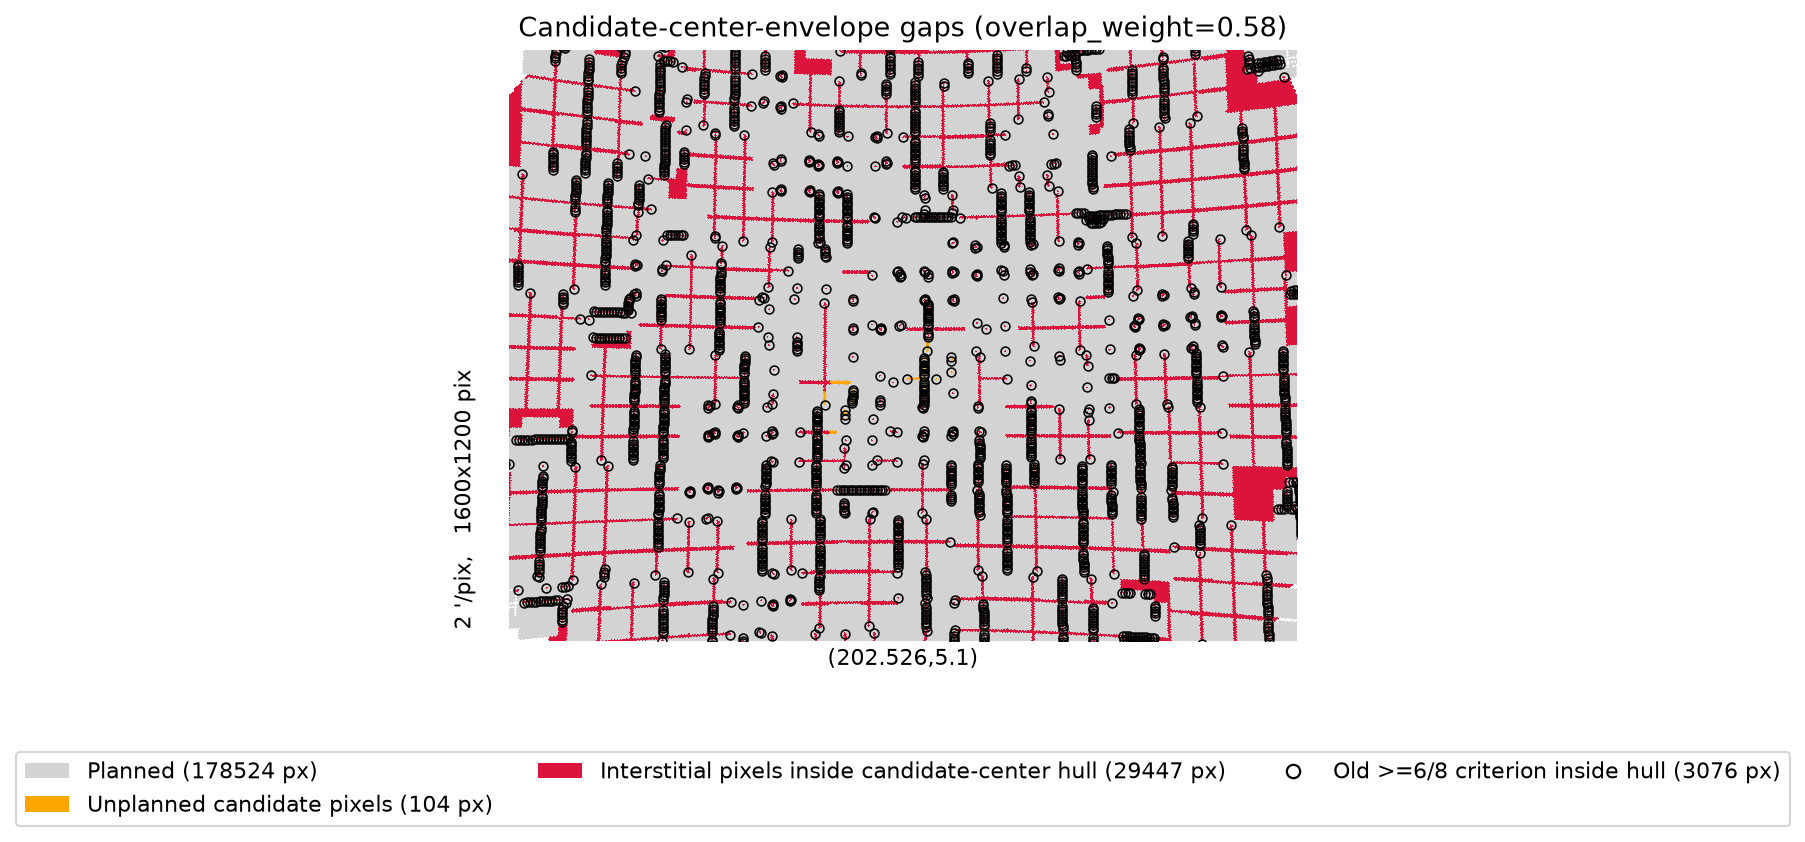 Candidate-center-envelope gaps (overlap_weight=0.58)
2 '/pix, 1600x1200 pix
(202.526,5.1)
Planned (178524 px)
Unplanned candidate pixels (104 px)
Interstitial pixels inside candidate-center hull (29447 px)
Old >=6/8 criterion inside hull (3076 px)